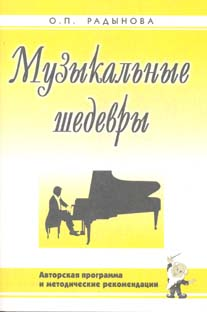 О.П. РАДЫНОВА
Музыкальные
шедевры
Авторская программа
и методические рекомендации